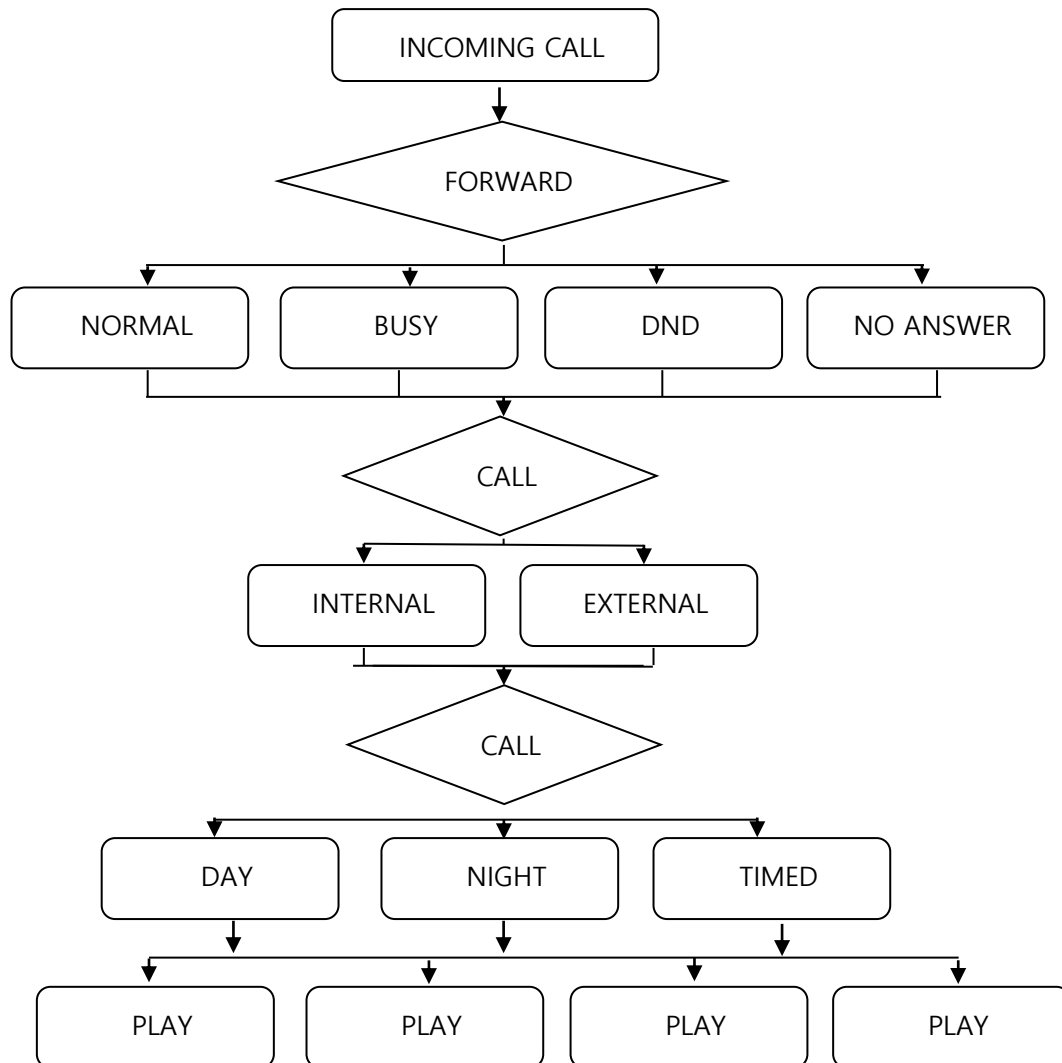 INCOMING CALL
FORWARD
NORMAL
BUSY
DND
NO ANSWER
CALL
INTERNAL
EXTERNAL
CALL
DAY
NIGHT
TIMED
PLAY
PLAY
PLAY
PLAY